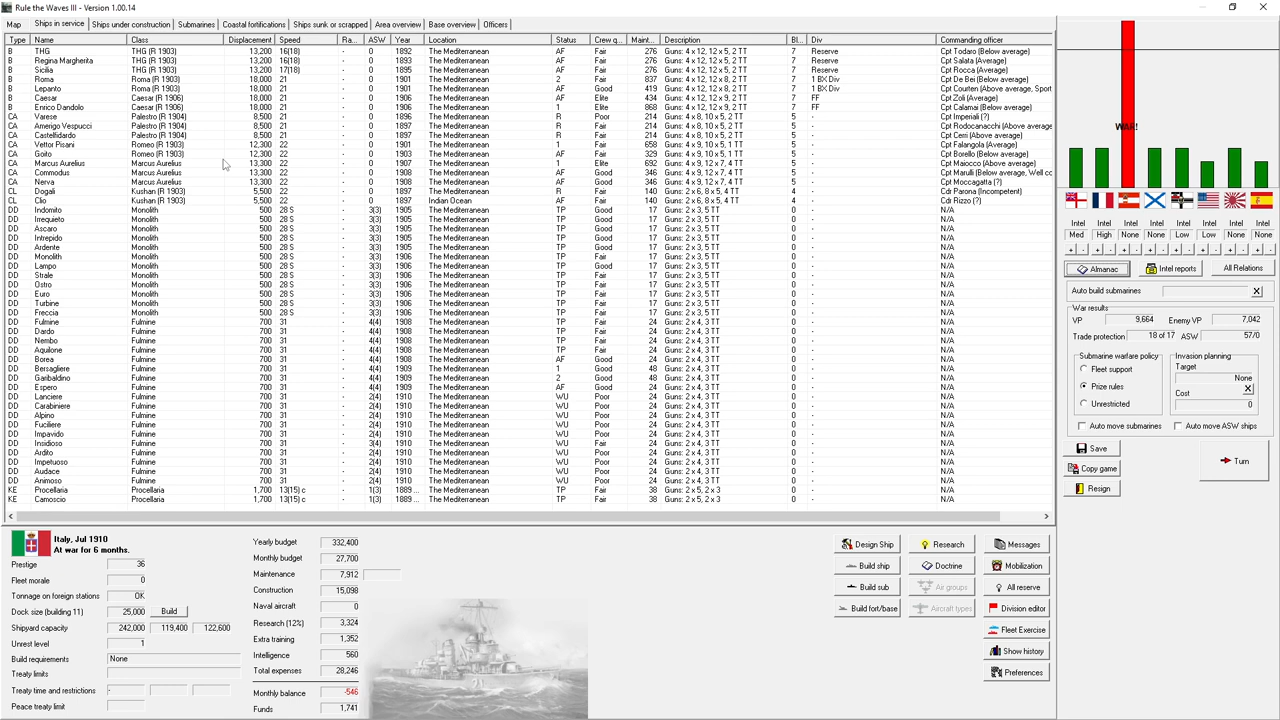 Rule the Waves III - Version 1.00.14
Map Ships in service Ships under construction Submarines Coastal fortifications Ships sunk or scrapped Area overview Base overview Officers
Type Name Class Displacement Speed Ra... ASW Year Location Status Crew q... Maint... Description Bl... Div Commanding officer
B THG THG (R 1903) 13,200 16(18) - 0 1892 The Mediterranean AF Fair 276 Guns: 4 x 12, 12 x 5, 2 TT 7 Reserve Cpt Todaro (Below average)
B Regina Margherita THG (R 1903) 13,200 16(18) - 0 1893 The Mediterranean AF Fair 276 Guns: 4 x 12, 12 x 5, 2 TT 7 Reserve Cpt Salata (Average)
B Sicilia THG (R 1903) 13,200 17(18) - 0 1895 The Mediterranean AF Fair 276 Guns: 4 x 12, 12 x 5, 2 TT 7 Reserve Cpt Rocca (Average)
B Roma Roma (R 1903) 18,000 21 - 0 1901 The Mediterranean 2 Fair 837 Guns: 4 x 12, 12 x 8, 2 TT 7 1 BX Div Cpt De Bei (Below average)
B Lepanto Roma (R 1903) 18,000 21 - 0 1901 The Mediterranean AF Good 419 Guns: 4 x 12, 12 x 8, 2 TT 7 1 BX Div Cpt Courten (Above average, Sport
B Caesar Caesar (R 1906) 18,000 21 - 0 1906 The Mediterranean AF Elite 434 Guns: 4 x 12, 12 x 9, 2 TT 7 FF Cpt Zoli (Average)
B Enrico Dandolo Caesar (R 1906) 18,000 21 - 0 1906 The Mediterranean 1 Elite 868 Guns: 4 x 12, 12 x 9, 2 TT 7 FF Cpt Calamai (Below average)
CA Varese Palestro (R 1904) 8,500 21 - 0 1896 The Mediterranean R Poor 214 Guns: 4 x 8, 10 x 5, 2 TT 5 - Cpt Imperiali (?)
CA Amerigo Vespucci Palestro (R 1904) 8,500 21 - 0 1896 The Mediterranean R Fair 214 Guns: 4 x 8, 10 x 5, 2 TT 5 - Cpt Rodocanacchi (Above average
CA Castelfidardo Palestro (R 1904) 8,500 21 - 0 1897 The Mediterranean R Fair 214 Guns: 4 x 8, 10 x 5, 2 TT 5 - Cpt Cerri (Above average)
CA Vettor Pisani Romeo (R 1903) 12,300 22 - 0 1901 The Mediterranean 1 Fair 658 Guns: 4 x 9, 10 x 7, 2 TT 5 - Cpt Falangola (Average)
CA Goito Romeo (R 1903) 12,300 22 - 0 1903 The Mediterranean AF Good 329 Guns: 4 x 9, 10 x 7, 2 TT 5 - Cpt Borello (Below average)
CA Marcus Aurelius Marcus Aurelius 13,300 22 - 0 1907 The Mediterranean 1 Elite 692 Guns: 4 x 9, 12 x 7, 4 TT 5 - Cpt Maiocco (Above average)
CA Commodus Marcus Aurelius 13,300 22 - 0 1908 The Mediterranean AF Good 346 Guns: 4 x 9, 12 x 7, 4 TT 5 - Cpt Marulli (Below average, Well co
CA Nerva Marcus Aurelius 13,300 22 - 0 1908 The Mediterranean AF Good 346 Guns: 4 x 9, 12 x 7, 4 TT 5 - Cpt Moccagatta (?)
CL Dogali Kushan (R 1903) 5,500 22 - 0 1897 The Mediterranean R Fair 140 Guns: 2 x 6, 8 x 5, 4 TT 4 - Cdr Parona (Incompetent)
CL Clio Kushan (R 1903) 5,500 22 - 0 1897 Indian Ocean AF Fair 140 Guns: 2 x 6, 8 x 5, 4 TT 4 - Cdr Rizzo (?)
DD Indomito Monolith 500 28 S - 3(3) 1905 The Mediterranean TP Good 17 Guns: 2 x 3, 5 TT 0 - N/A
DD Irrequieto Monolith 500 28 S - 3(3) 1905 The Mediterranean TP Good 17 Guns: 2 x 3, 5 TT 0 - N/A
DD Ascaro Monolith 500 28 S - 3(3) 1905 The Mediterranean TP Good 17 Guns: 2 x 3, 5 TT 0 - N/A
DD Intrepido Monolith 500 28 S - 3(3) 1905 The Mediterranean TP Good 17 Guns: 2 x 3, 5 TT 0 - N/A
DD Ardente Monolith 500 28 S - 3(3) 1905 The Mediterranean TP Good 17 Guns: 2 x 3, 5 TT 0 - N/A
DD Monolith Monolith 500 28 S - 3(3) 1906 The Mediterranean TP Fair 17 Guns: 2 x 3, 5 TT 0 - N/A
DD Lampo Monolith 500 28 S - 3(3) 1906 The Mediterranean TP Good 17 Guns: 2 x 3, 5 TT 0 - N/A
DD Strale Monolith 500 28 S - 3(3) 1906 The Mediterranean TP Fair 17 Guns: 2 x 3, 5 TT 0 - N/A
DD Ostro Monolith 500 28 S - 3(3) 1906 The Mediterranean TP Fair 17 Guns: 2 x 3, 5 TT 0 - N/A
DD Euro Monolith 500 28 S - 3(3) 1906 The Mediterranean TP Good 17 Guns: 2 x 3, 5 TT 0 - N/A
DD Turbine Monolith 500 28 S - 3(3) 1906 The Mediterranean TP Fair 17 Guns: 2 x 3, 5 TT 0 - N/A
DD Freccia Monolith 500 28 S - 3(3) 1906 The Mediterranean TP Fair 17 Guns: 2 x 3, 5 TT 0 - N/A
DD Fulmine Fulmine 700 31 - 4(4) 1908 The Mediterranean TP Fair 24 Guns: 2 x 4, 3 TT 0 - N/A
DD Dardo Fulmine 700 31 - 4(4) 1908 The Mediterranean TP Fair 24 Guns: 2 x 4, 3 TT 0 - N/A
DD Nembo Fulmine 700 31 - 4(4) 1908 The Mediterranean TP Fair 24 Guns: 2 x 4, 3 TT 0 - N/A
DD Aquilone Fulmine 700 31 - 4(4) 1908 The Mediterranean TP Fair 24 Guns: 2 x 4, 3 TT 0 - N/A
DD Borea Fulmine 700 31 - 4(4) 1908 The Mediterranean AF Good 24 Guns: 2 x 4, 3 TT 0 - N/A
DD Bersagliere Fulmine 700 31 - 4(4) 1909 The Mediterranean 1 Good 48 Guns: 2 x 4, 3 TT 0 - N/A
DD Garibaldino Fulmine 700 31 - 4(4) 1909 The Mediterranean 2 Good 48 Guns: 2 x 4, 3 TT 0 - N/A
DD Espero Fulmine 700 31 - 4(4) 1909 The Mediterranean AF Good 24 Guns: 2 x 4, 3 TT 0 - N/A
DD Lanciere Fulmine 700 31 - 2(4) 1910 The Mediterranean WU Poor 24 Guns: 2 x 4, 3 TT 0 - N/A
DD Carabiniere Fulmine 700 31 - 2(4) 1910 The Mediterranean WU Poor 24 Guns: 2 x 4, 3 TT 0 - N/A
DD Alpino Fulmine 700 31 - 2(4) 1910 The Mediterranean WU Poor 24 Guns: 2 x 4, 3 TT 0 - N/A
DD Fuciliere Fulmine 700 31 - 2(4) 1910 The Mediterranean WU Poor 24 Guns: 2 x 4, 3 TT 0 - N/A
DD Impavido Fulmine 700 31 - 2(4) 1910 The Mediterranean WU Poor 24 Guns: 2 x 4, 3 TT 0 - N/A
DD Insidioso Fulmine 700 31 - 2(4) 1910 The Mediterranean WU Fair 24 Guns: 2 x 4, 3 TT 0 - N/A
DD Ardito Fulmine 700 31 - 2(4) 1910 The Mediterranean WU Poor 24 Guns: 2 x 4, 3 TT 0 - N/A
DD Impetuoso Fulmine 700 31 - 2(4) 1910 The Mediterranean WU Poor 24 Guns: 2 x 4, 3 TT 0 - N/A
DD Audace Fulmine 700 31 - 2(4) 1910 The Mediterranean WU Poor 24 Guns: 2 x 4, 3 TT 0 - N/A
DD Animoso Fulmine 700 31 - 2(4) 1910 The Mediterranean WU Poor 24 Guns: 2 x 4, 3 TT 0 - N/A
KE Procellaria Procellaria 1,700 13(15) c - 1(3) 1889 ... The Mediterranean TP Fair 38 Guns: 2 x 5, 2 x 3 0 - N/A
KE Camoscio Procellaria 1,700 13(15) c - 1(3) 1889 ... The Mediterranean TP Fair 38 Guns: 2 x 5, 2 x 3 0 - N/A
WAR!
Intel Intel Intel Intel Intel Intel Intel Intel
Med High None None Low Low None None
+ - + - + - + - + - + - + - + -
Almanac Intel reports All Relations
Auto build submarines X
War results
VP 9,664 Enemy VP 7,042
Trade protection 18 of 17 ASW 57/0
Submarine warfare policy
Fleet support
Prize rules
Unrestricted
Invasion planning
Target
None
Cost X
0
Auto move submarines Auto move ASW ships
Save
Copy game
Resign
Turn
Italy, Jul 1910
At war for 6 months.
Prestige 36
Fleet morale 0
Tonnage on foreign stations OK
Dock size (building 11) 25,000 Build
Shipyard capacity 242,000 119,400 122,600
Unrest level 1
Build requirements None
Treaty limits
Treaty time and restrictions -
Peace treaty limit
Yearly budget 332,400
Monthly budget 27,700
Maintenance 7,912
Construction 15,098
Naval aircraft 0
Research (12%) 3,324
Extra training 1,352
Intelligence 560
Total expenses 28,246
Monthly balance -546
Funds 1,741
Design Ship Research Messages
Build ship Doctrine Mobilization
Build sub Air groups All reserve
Build fort/base Aircraft types Division editor
Fleet Exercise
Show history
Preferences